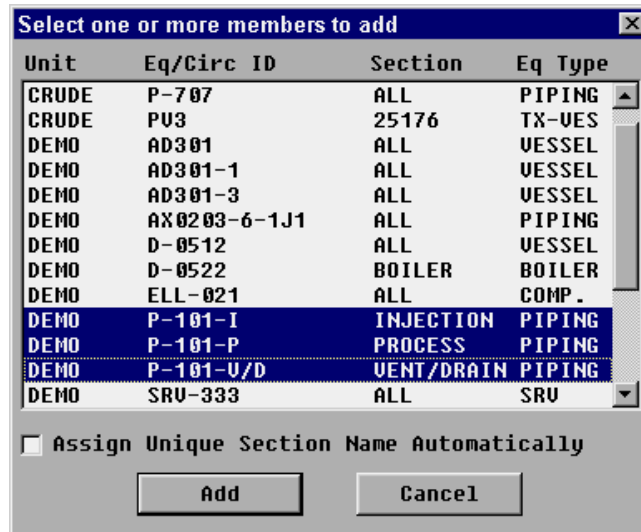 Select one or more members to add
Unit Eq/Circ ID Section Eq Type
CRUDE P-707 ALL PIPING
CRUDE PV3 25176 TX-VES
DEMO AD301 ALL VESSEL
DEMO AD301-1 ALL VESSEL
DEMO AD301-3 ALL VESSEL
DEMO AX0203-6-1J1 ALL PIPING
DEMO D-0512 ALL VESSEL
DEMO D-0522 BOILER BOILER
DEMO ELL-021 ALL COMP.
DEMO P-101-I INJECTION PIPING
DEMO P-101-P PROCESS PIPING
DEMO P-101-V/D VENT/DRAIN PIPING
DEMO SRV-333 ALL SRV
Assign Unique Section Name Automatically
Add Cancel